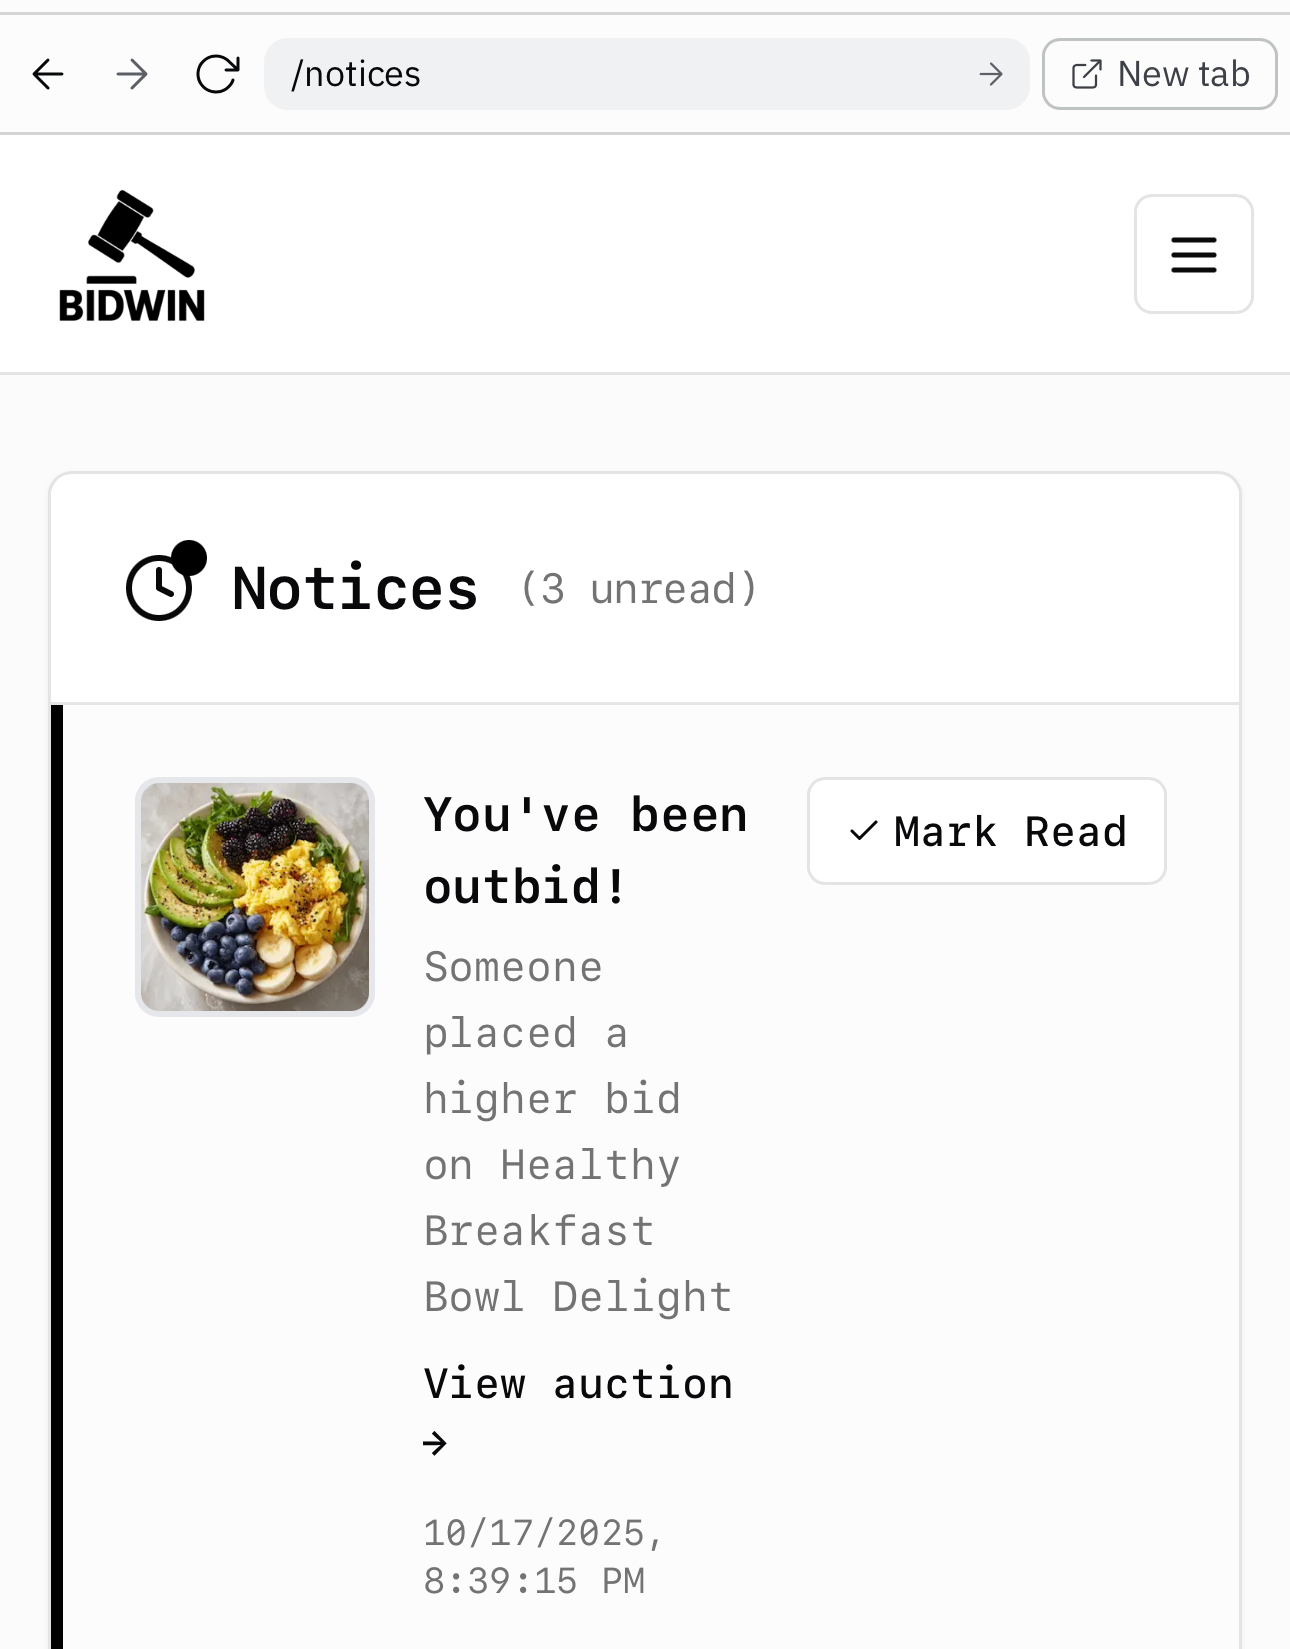 /notices
New tab
BIDWIN
Notices (3 unread)
You've been
outbid!
Mark Read
Someone
placed a
higher bid
on Healthy
Breakfast
Bowl Delight
View auction
→
10/17/2025,
8:39:15 PM